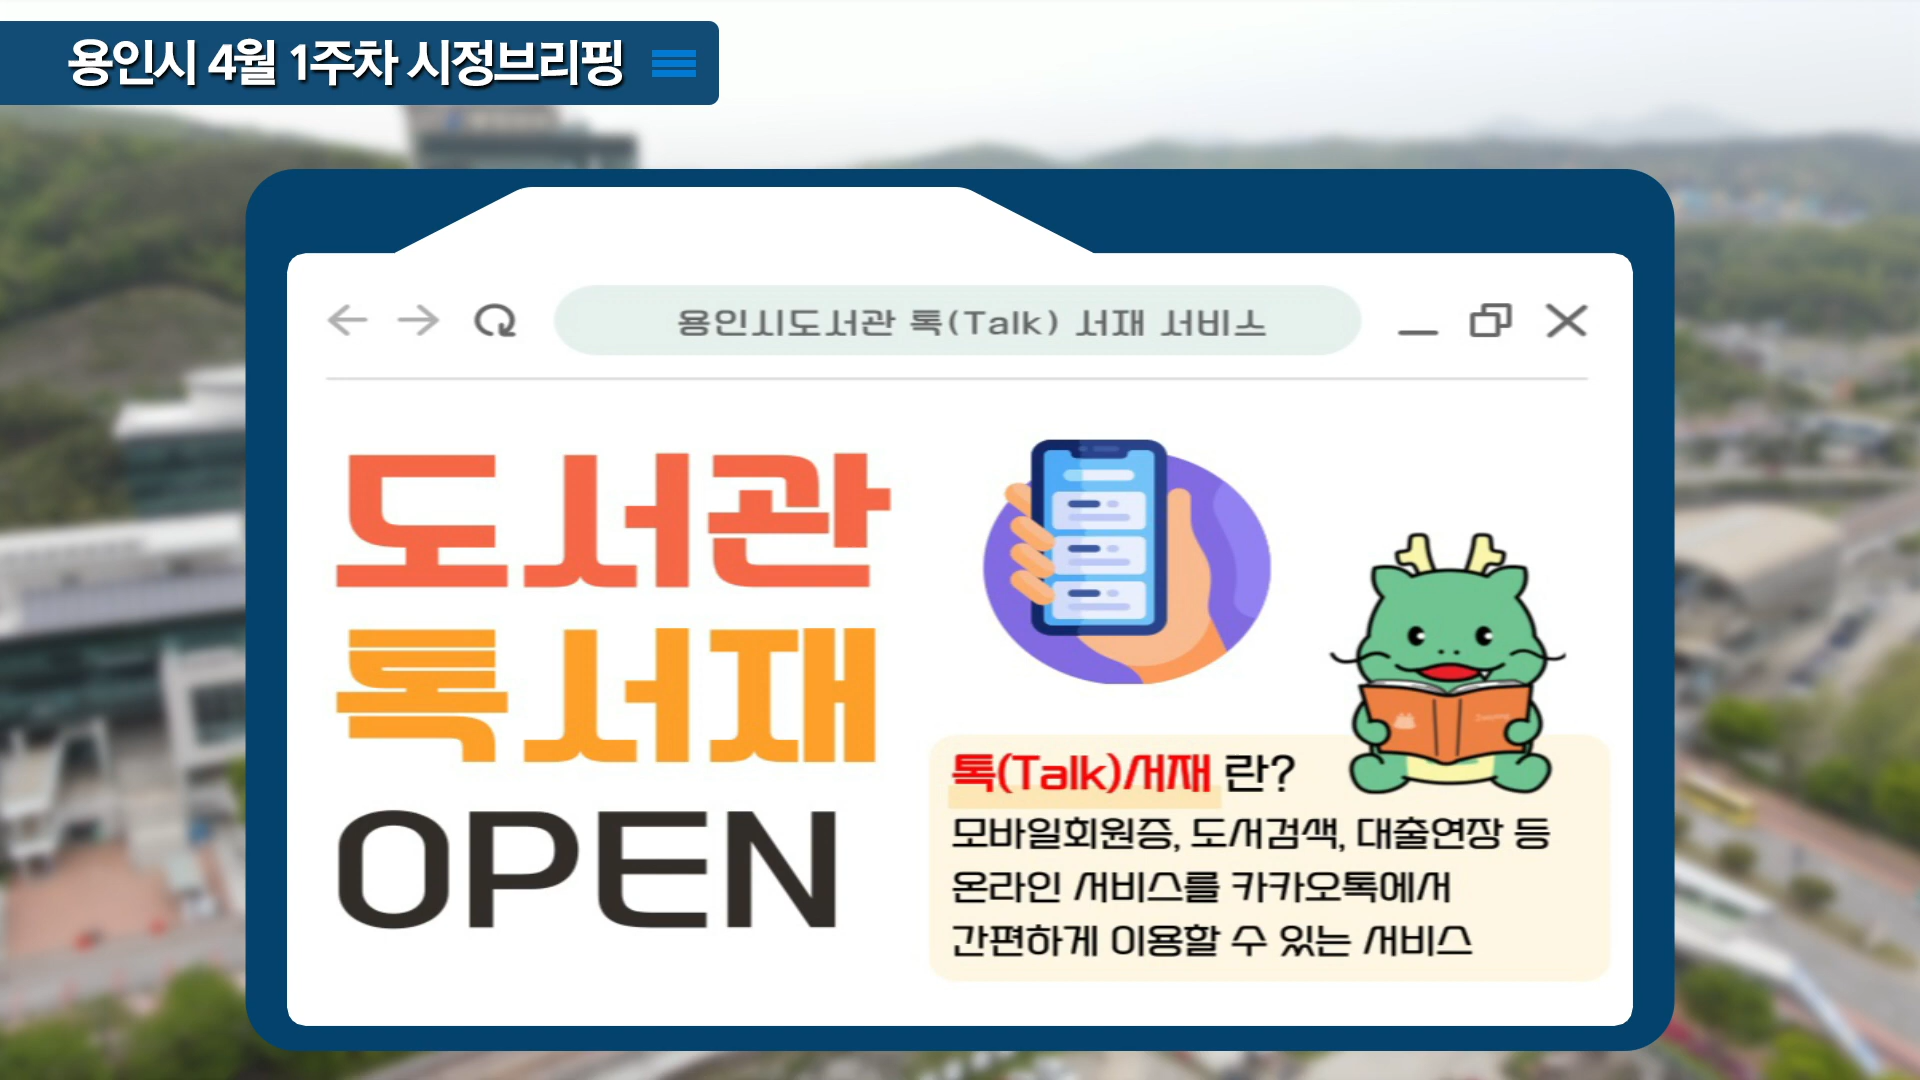 용인시 4월 1주차 시정브리핑
용인시도서관 톡(Talk) 서재 서비스
도서관
톡서재
OPEN
톡(Talk)서재 란?
모바일회원증, 도서검색, 대출연장 등
온라인 서비스를 카카오톡에서
간편하게 이용할 수 있는 서비스